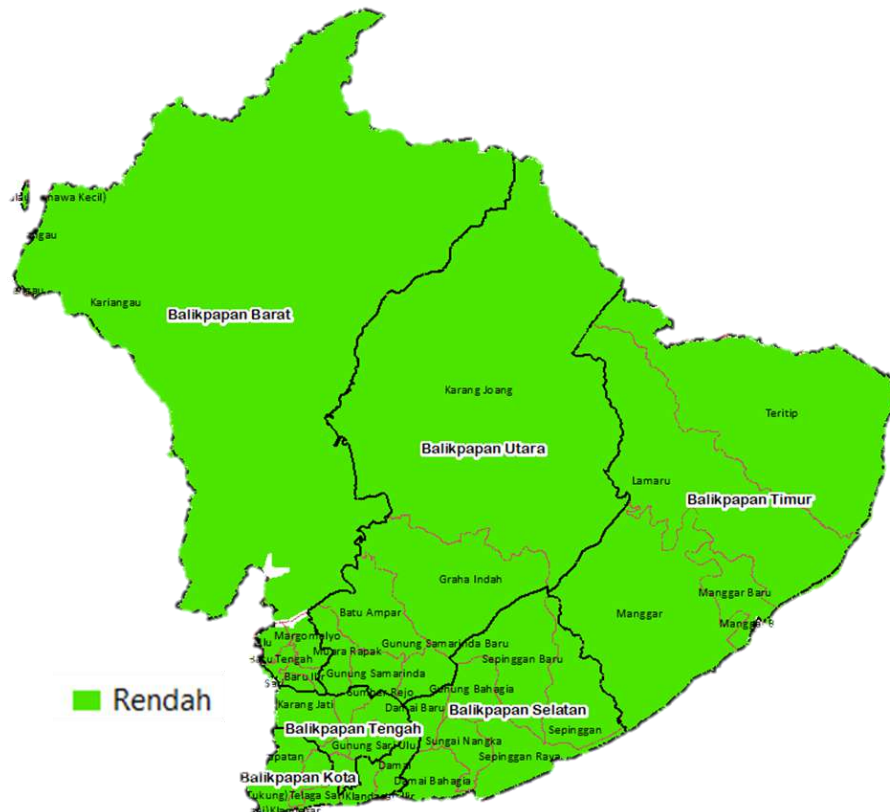 Kariangau
Balikpapan Barat
Karang Joang
Balikpapan Utara
Teritip
Lamaru
Balikpapan Timur
Graha Indah
Manggar Baru
Manggar
Batu Ampar
Margomulyo
Muara Rapak
Gunung Samarinda Baru
Sepinggan Baru
Baru Ilir
Gunung Samarinda
Gunung Bahagia
Sumber Rejo
Karang Jati
Damai Baru
Balikpapan Selatan
Rendah
Sepinggan
Balikpapan Tengah
Gunung Sari Ulu
Sungai Nangka
Sepinggan Raya
Damai
Balikpapan Kota
Damai Bahagia